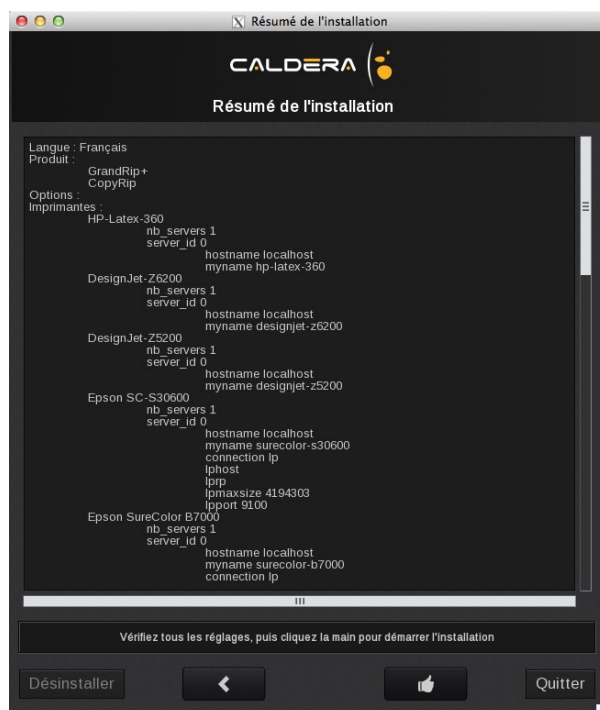 Résumé de l'installation
CALDERA
Résumé de l'installation
Langue : Français
Produit :
GrandRip+
CopyRip
Options :
Imprimantes :
HP-Latex-360
nb_servers 1
server_id 0
hostname localhost
myname hp-latex-360
DesignJet-Z6200
nb_servers 1
server_id 0
hostname localhost
myname designjet-z6200
DesignJet-Z5200
nb_servers 1
server_id 0
hostname localhost
myname designjet-z5200
Epson SC-S30600
nb_servers 1
server_id 0
hostname localhost
myname surecolor-s30600
connection lp
lphost
lprp
lpmaxsize 4194303
lpport 9100
Epson SureColor B7000
nb_servers 1
server_id 0
hostname localhost
myname surecolor-b7000
connection lp
Vérifiez tous les réglages, puis cliquez la main pour démarrer l'installation
Désinstaller
Quitter